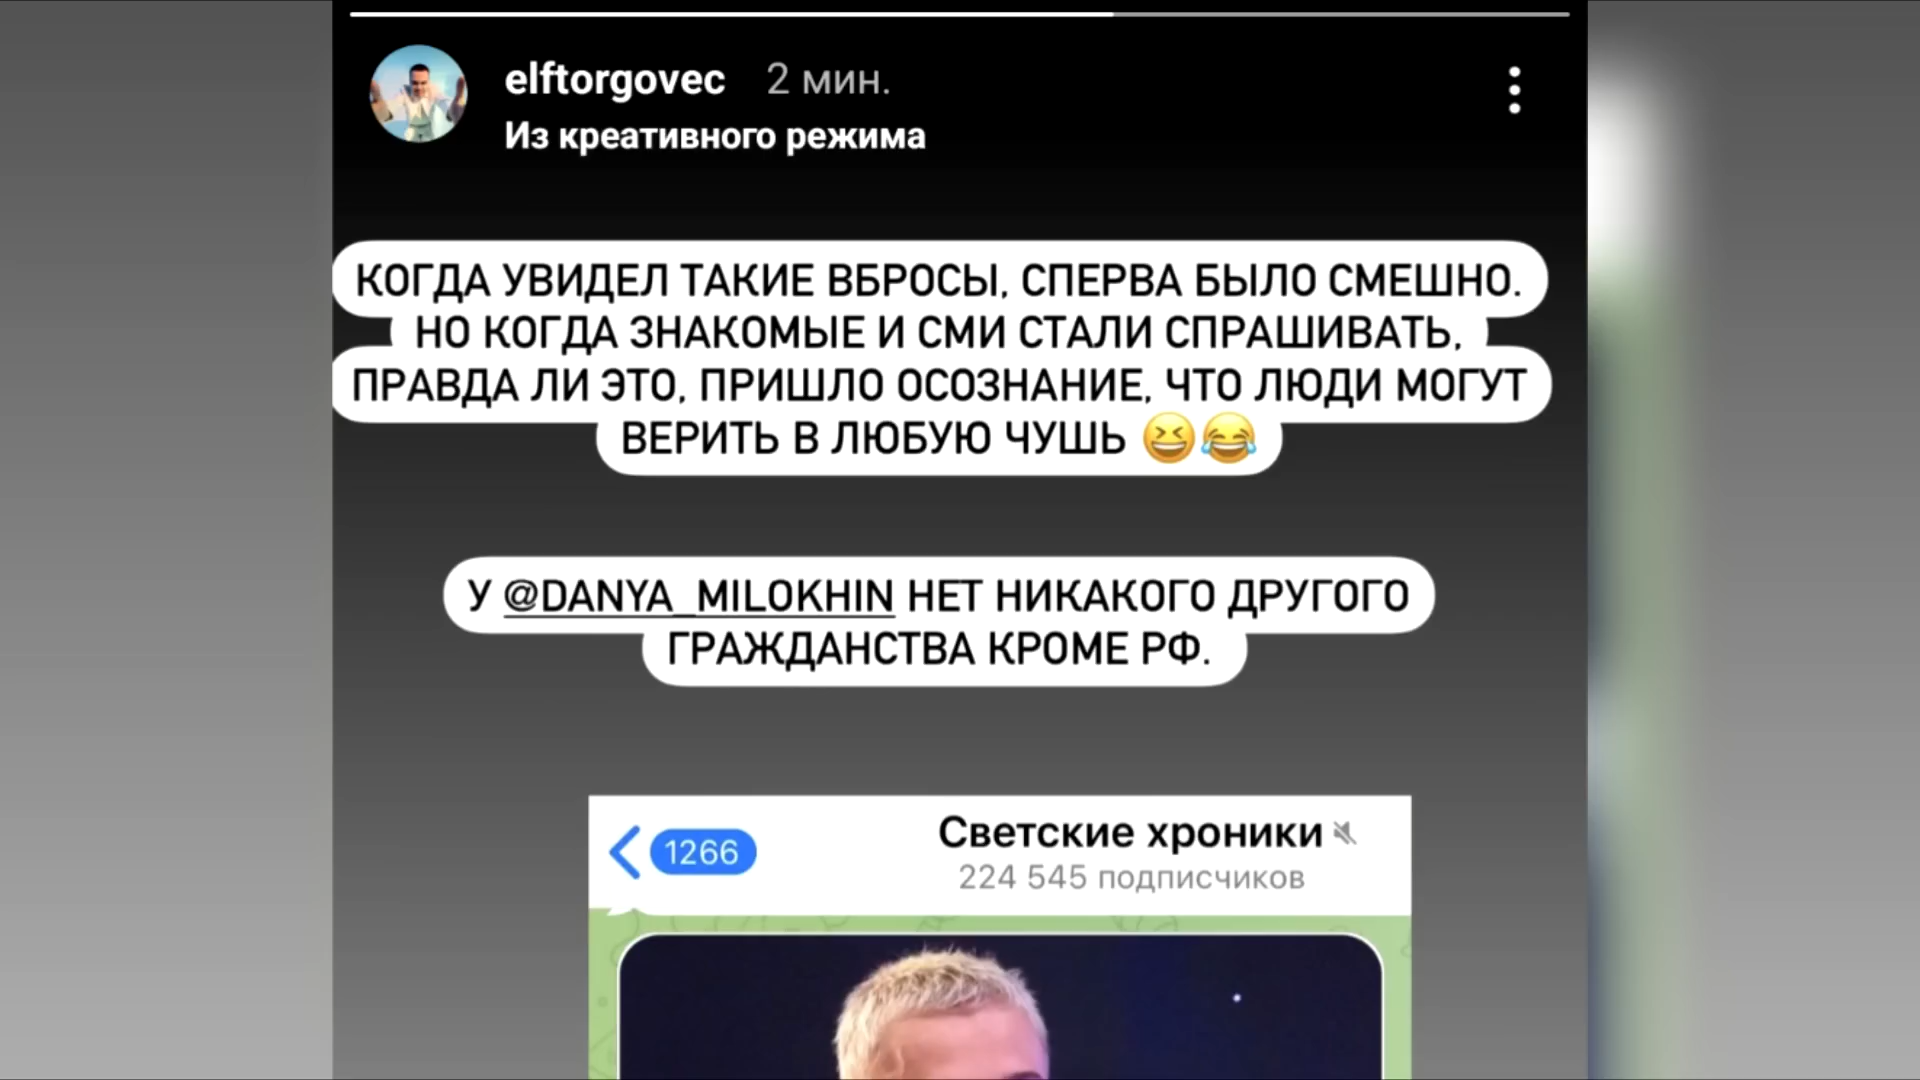 elftorgovec 2 мин.
Из креативного режима
КОГДА УВИДЕЛ ТАКИЕ ВБРОСЫ, СПЕРВА БЫЛО СМЕШНО.
НО КОГДА ЗНАКОМЫЕ И СМИ СТАЛИ СПРАШИВАТЬ,
ПРАВДА ЛИ ЭТО, ПРИШЛО ОСОЗНАНИЕ, ЧТО ЛЮДИ МОГУТ
ВЕРИТЬ В ЛЮБУЮ ЧУШЬ 😆😂
У @DANYA_MILOKHIN НЕТ НИКАКОГО ДРУГОГО
ГРАЖДАНСТВА КРОМЕ РФ.
1266
Светские хроники
224 545 подписчиков